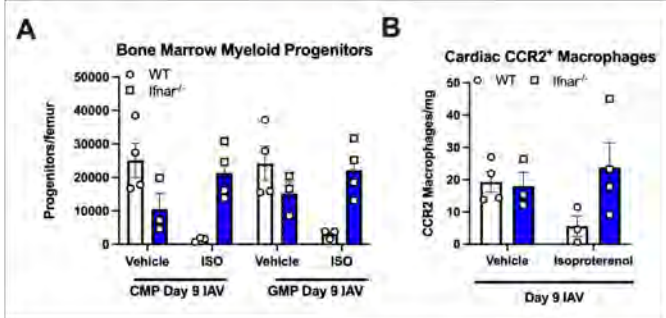 A
Bone Marrow Myeloid Progenitors
WT
Ifnar-/-
Progenitors/femur
50000
40000
30000
20000
10000
0
Vehicle
ISO
Vehicle
ISO
CMP Day 9 IAV
GMP Day 9 IAV
B
Cardiac CCR2+ Macrophages
WT
Ifnar-/-
CCR2 Macrophages/mg
50
40
30
20
10
0
Vehicle
Isoproterenol
Day 9 IAV